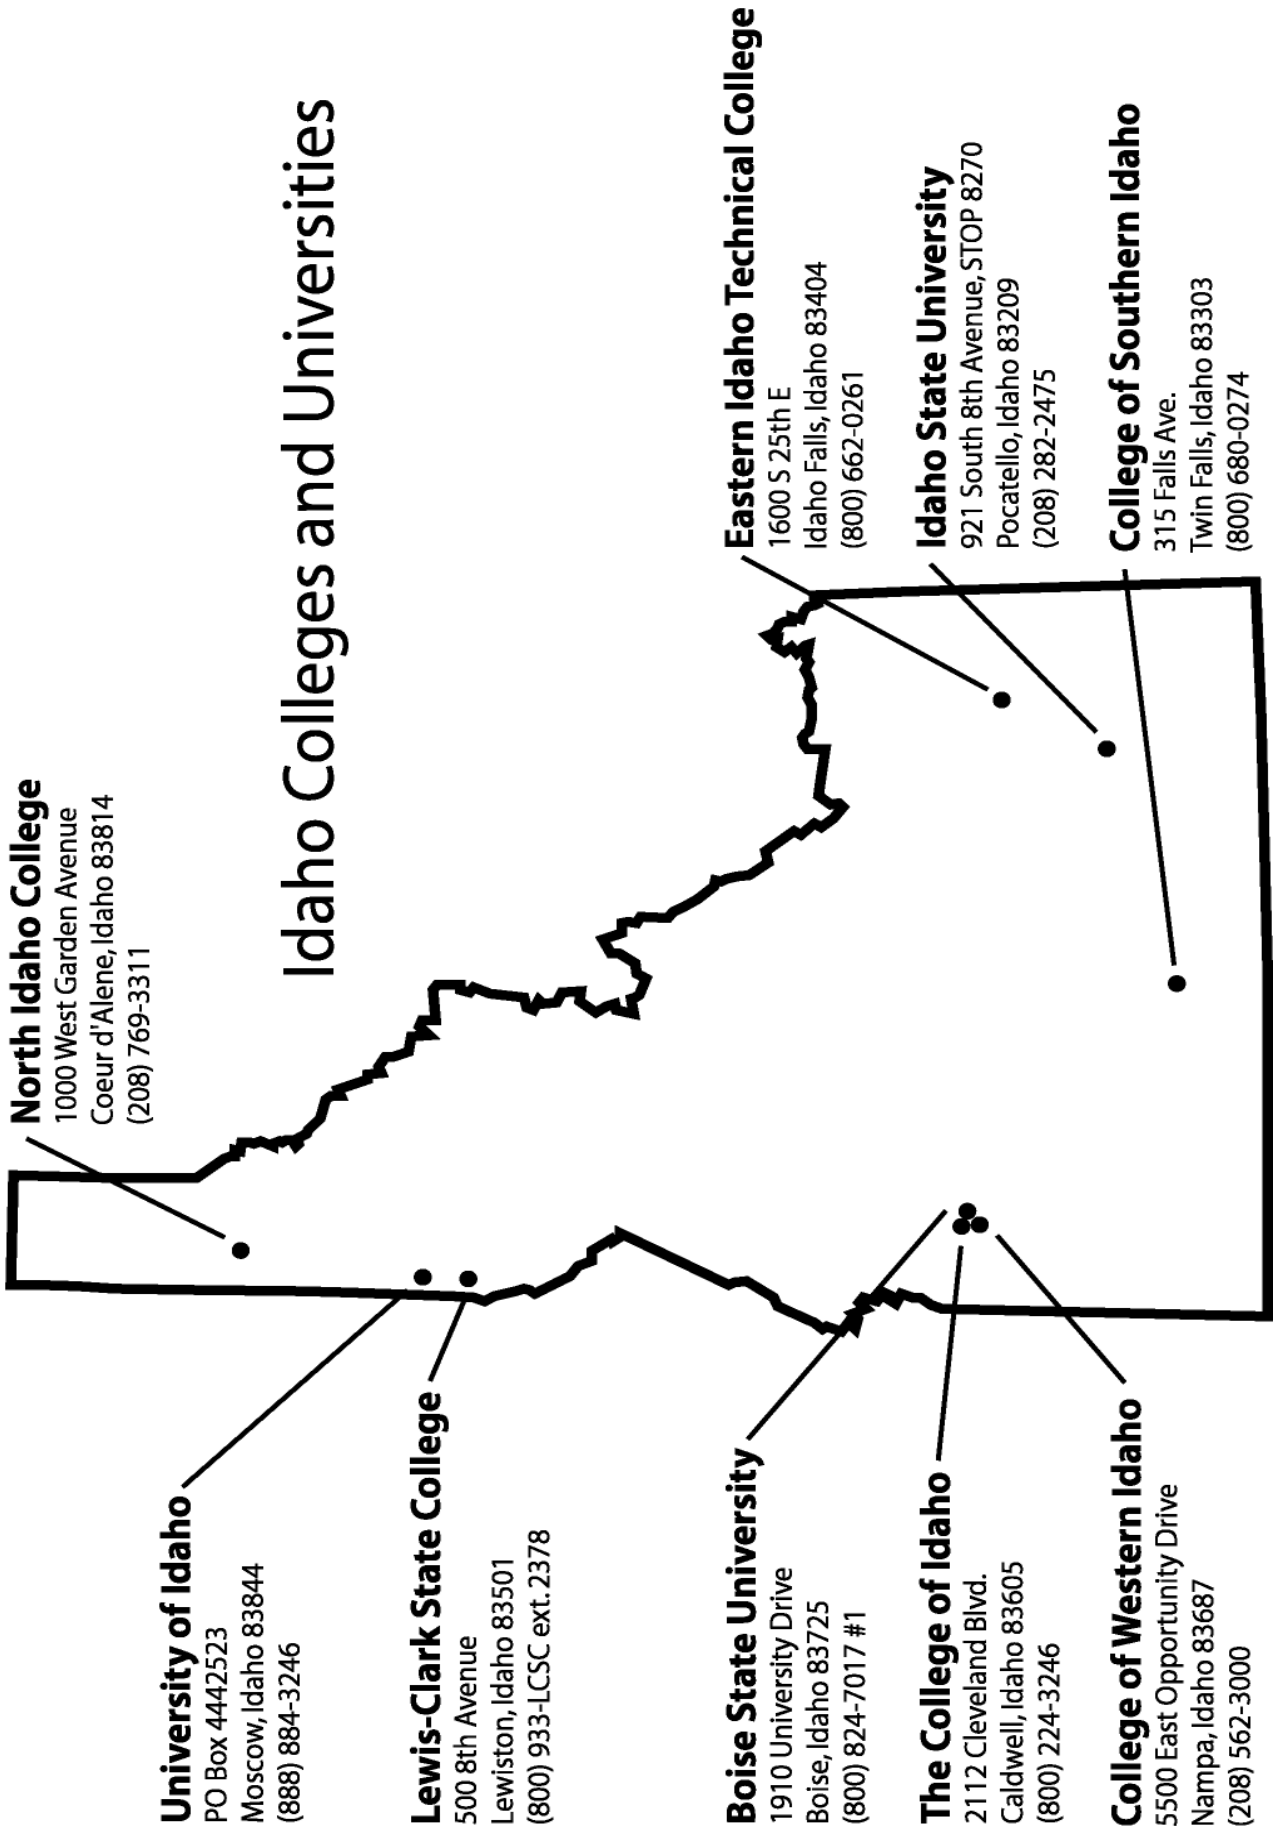 Idaho Colleges and Universities
North Idaho College
1000 West Garden Avenue
Coeur d'Alene, Idaho 83814
(208) 769-3311
University of Idaho
PO Box 4442523
Moscow, Idaho 83844
(888) 884-3246
Lewis-Clark State College
500 8th Avenue
Lewiston, Idaho 83501
(800) 933-LCSC ext. 2378
Boise State University
1910 University Drive
Boise, Idaho 83725
(800) 824-7017 #1
The College of Idaho
2112 Cleveland Blvd.
Caldwell, Idaho 83605
(800) 224-3246
College of Western Idaho
5500 East Opportunity Drive
Nampa, Idaho 83687
(208) 562-3000
Eastern Idaho Technical College
1600 S 25th E
Idaho Falls, Idaho 83404
(800) 662-0261
Idaho State University
921 South 8th Avenue, STOP 8270
Pocatello, Idaho 83209
(208) 282-2475
College of Southern Idaho
315 Falls Ave.
Twin Falls, Idaho 83303
(800) 680-0274